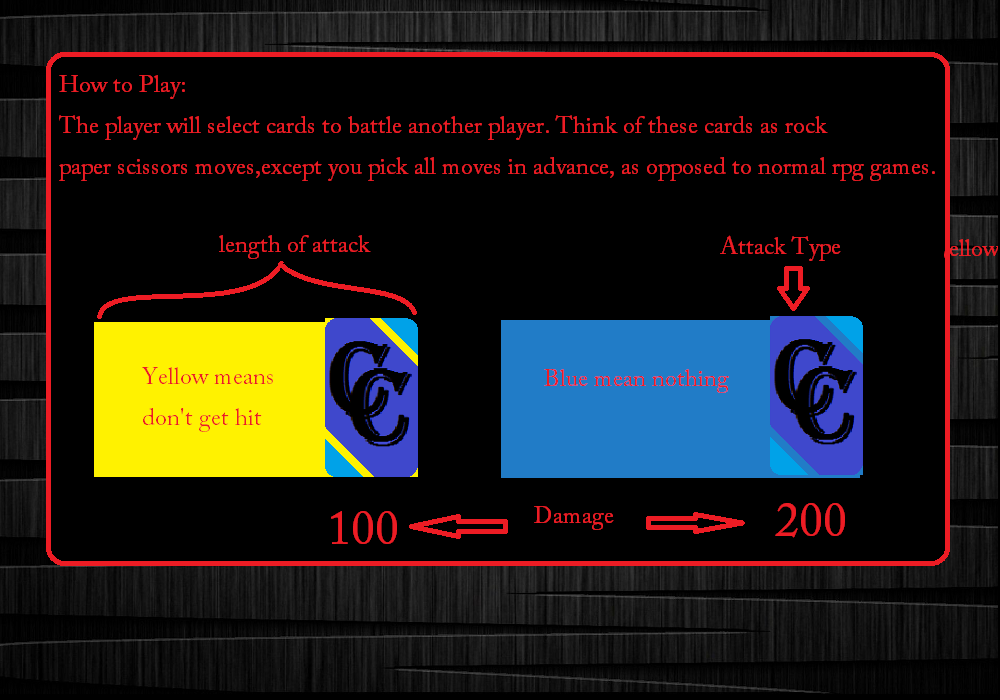 How to Play:
The player will select cards to battle another player. Think of these cards as rock
paper scissors moves,except you pick all moves in advance, as opposed to normal rpg games.
length of attack
Attack Type
ellow
Yellow means
don't get hit
CC
Blue mean nothing
CC
100
Damage
200